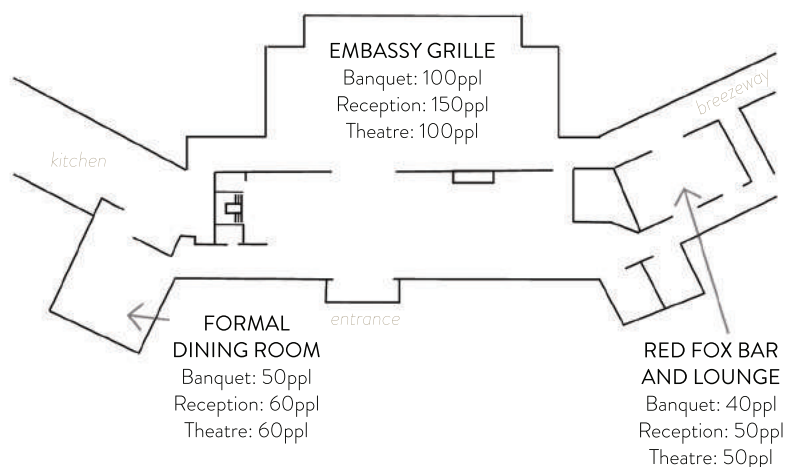 EMBASSY GRILLE
Banquet: 100ppl
Reception: 150ppl
Theatre: 100ppl
breezeway
kitchen
entrance
FORMAL
DINING ROOM
Banquet: 50ppl
Reception: 60ppl
Theatre: 60ppl
RED FOX BAR
AND LOUNGE
Banquet: 40ppl
Reception: 50ppl
Theatre: 50ppl